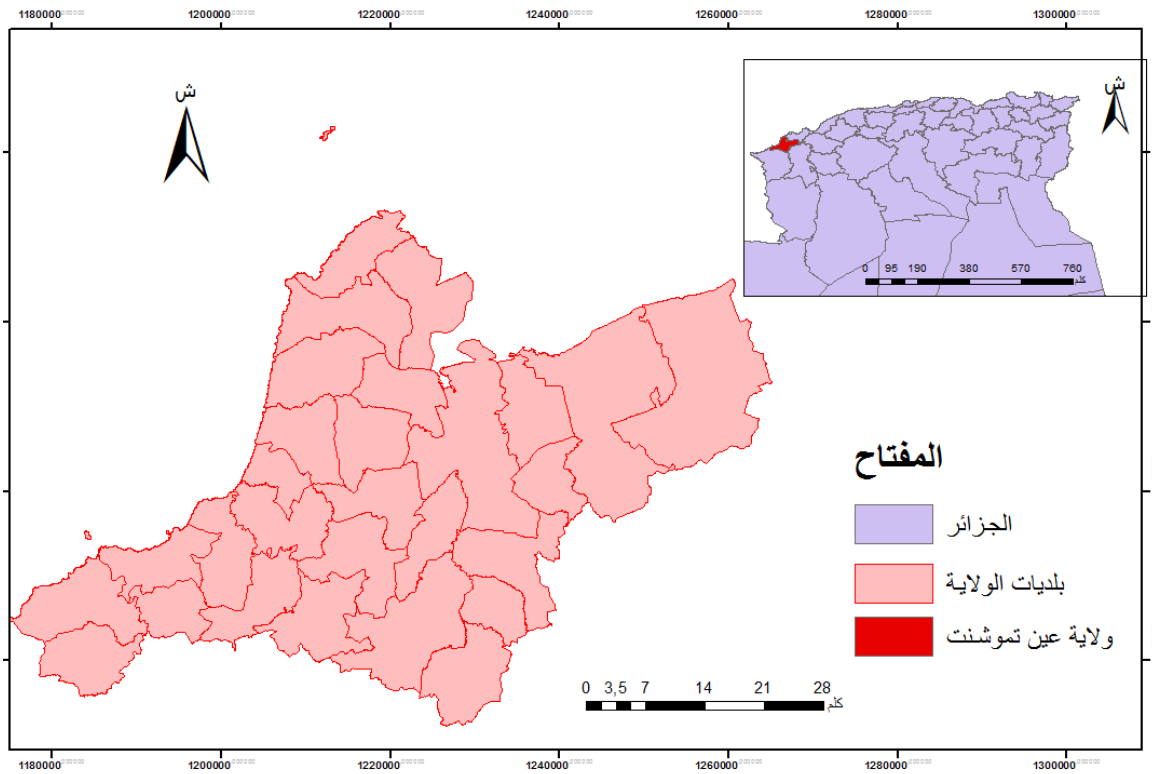 1180000 1200000 1220000 1240000 1260000 1280000 1300000
ش
ش
0 95 190 380 570 760
كلم
المفتاح
الجزائر
بلديات الولاية
ولاية عين تموشنت
0 3,5 7 14 21 28
كلم
1180000 1200000 1220000 1240000 1260000 1280000 1300000